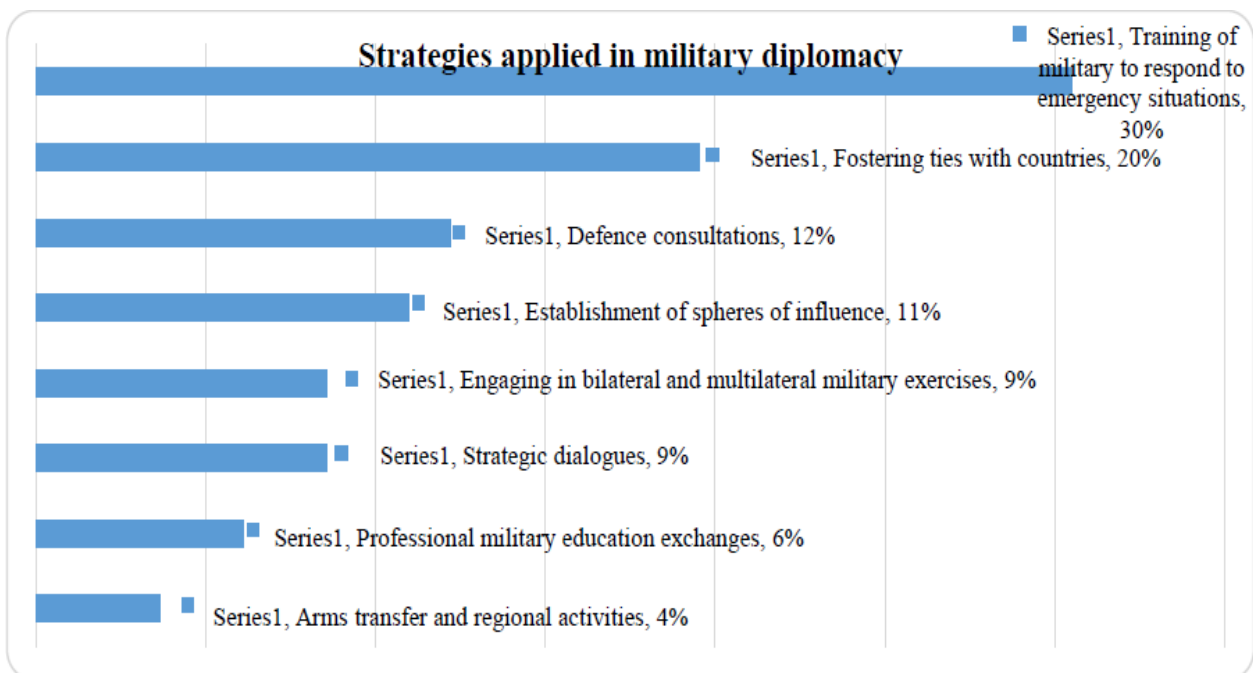 Strategies applied in military diplomacy
Series1, Training of
military to respond to
emergency situations,
30%
Series1, Fostering ties with countries, 20%
Series1, Defence consultations, 12%
Series1, Establishment of spheres of influence, 11%
Series1, Engaging in bilateral and multilateral military exercises, 9%
Series1, Strategic dialogues, 9%
Series1, Professional military education exchanges, 6%
Series1, Arms transfer and regional activities, 4%